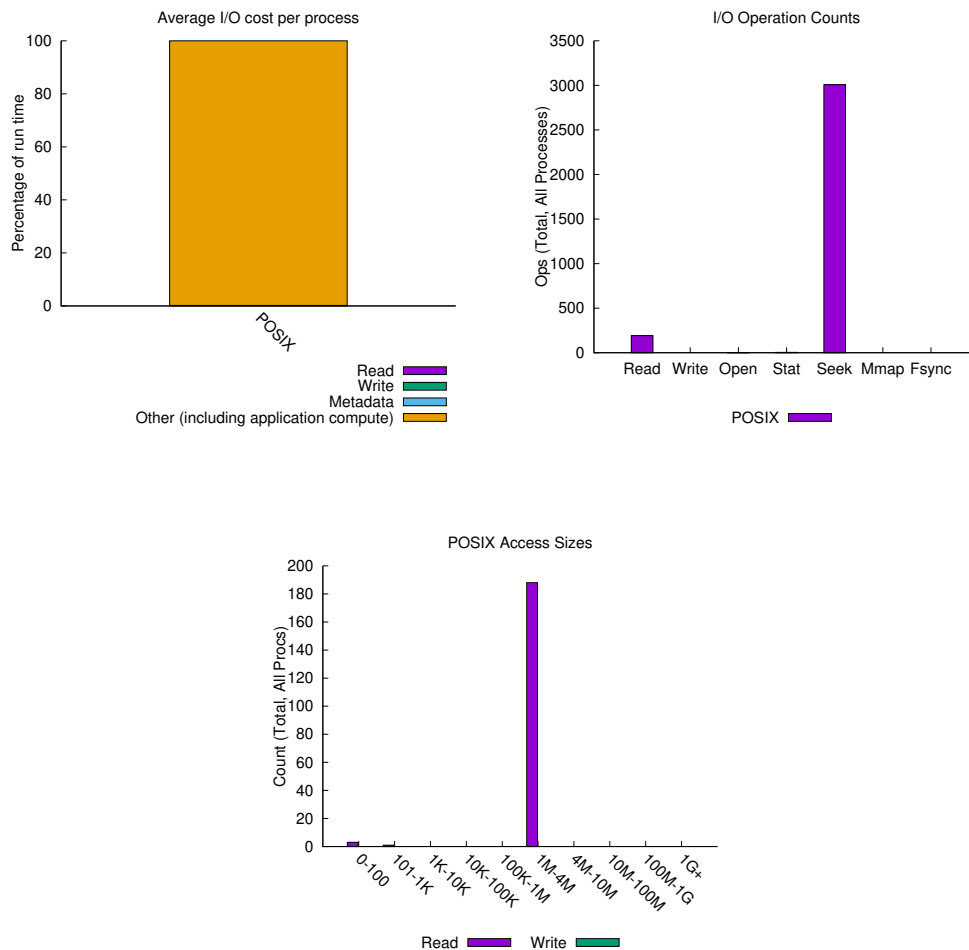 Average I/O cost per process
100
80
60
40
20
0
Percentage of run time
POSIX
Read
Write
Metadata
Other (including application compute)
I/O Operation Counts
3500
3000
2500
2000
1500
1000
500
0
Ops (Total, All Processes)
Read Write Open Stat Seek Mmap Fsync
POSIX
POSIX Access Sizes
200
180
160
140
120
100
80
60
40
20
0
Count (Total, All Procs)
0-100
101-1K
1K-10K
10K-100K
100K-1M
1M-4M
4M-10M
10M-100M
100M-1G
1G+
Read Write